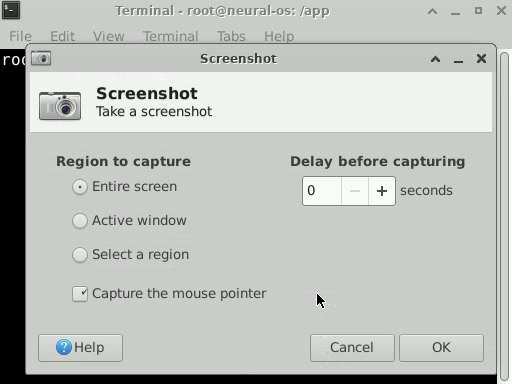 Terminal - root@neural-os: /app
File Edit View Terminal Tabs Help
Screenshot
Screenshot
Take a screenshot
Region to capture
Delay before capturing
Entire screen
0
seconds
Active window
Select a region
Capture the mouse pointer
Help
Cancel
OK